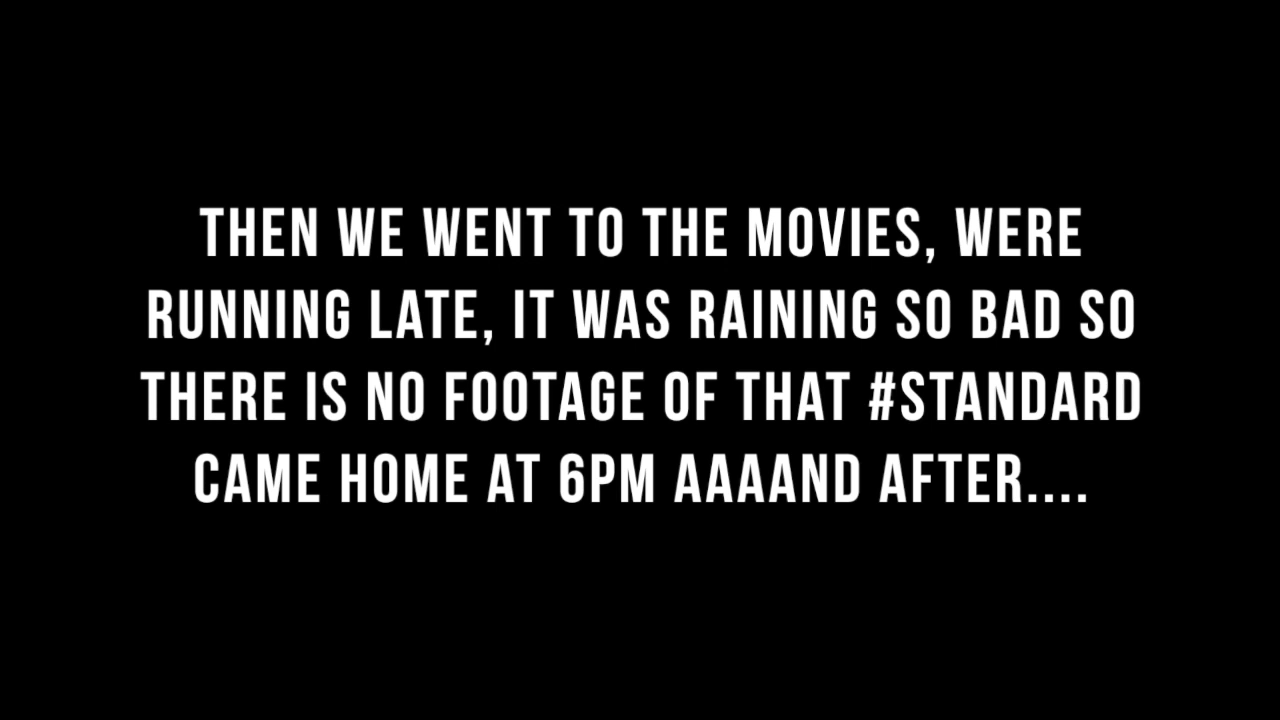 THEN WE WENT TO THE MOVIES, WERE
RUNNING LATE, IT WAS RAINING SO BAD SO
THERE IS NO FOOTAGE OF THAT #STANDARD
CAME HOME AT 6PM AAAAND AFTER....